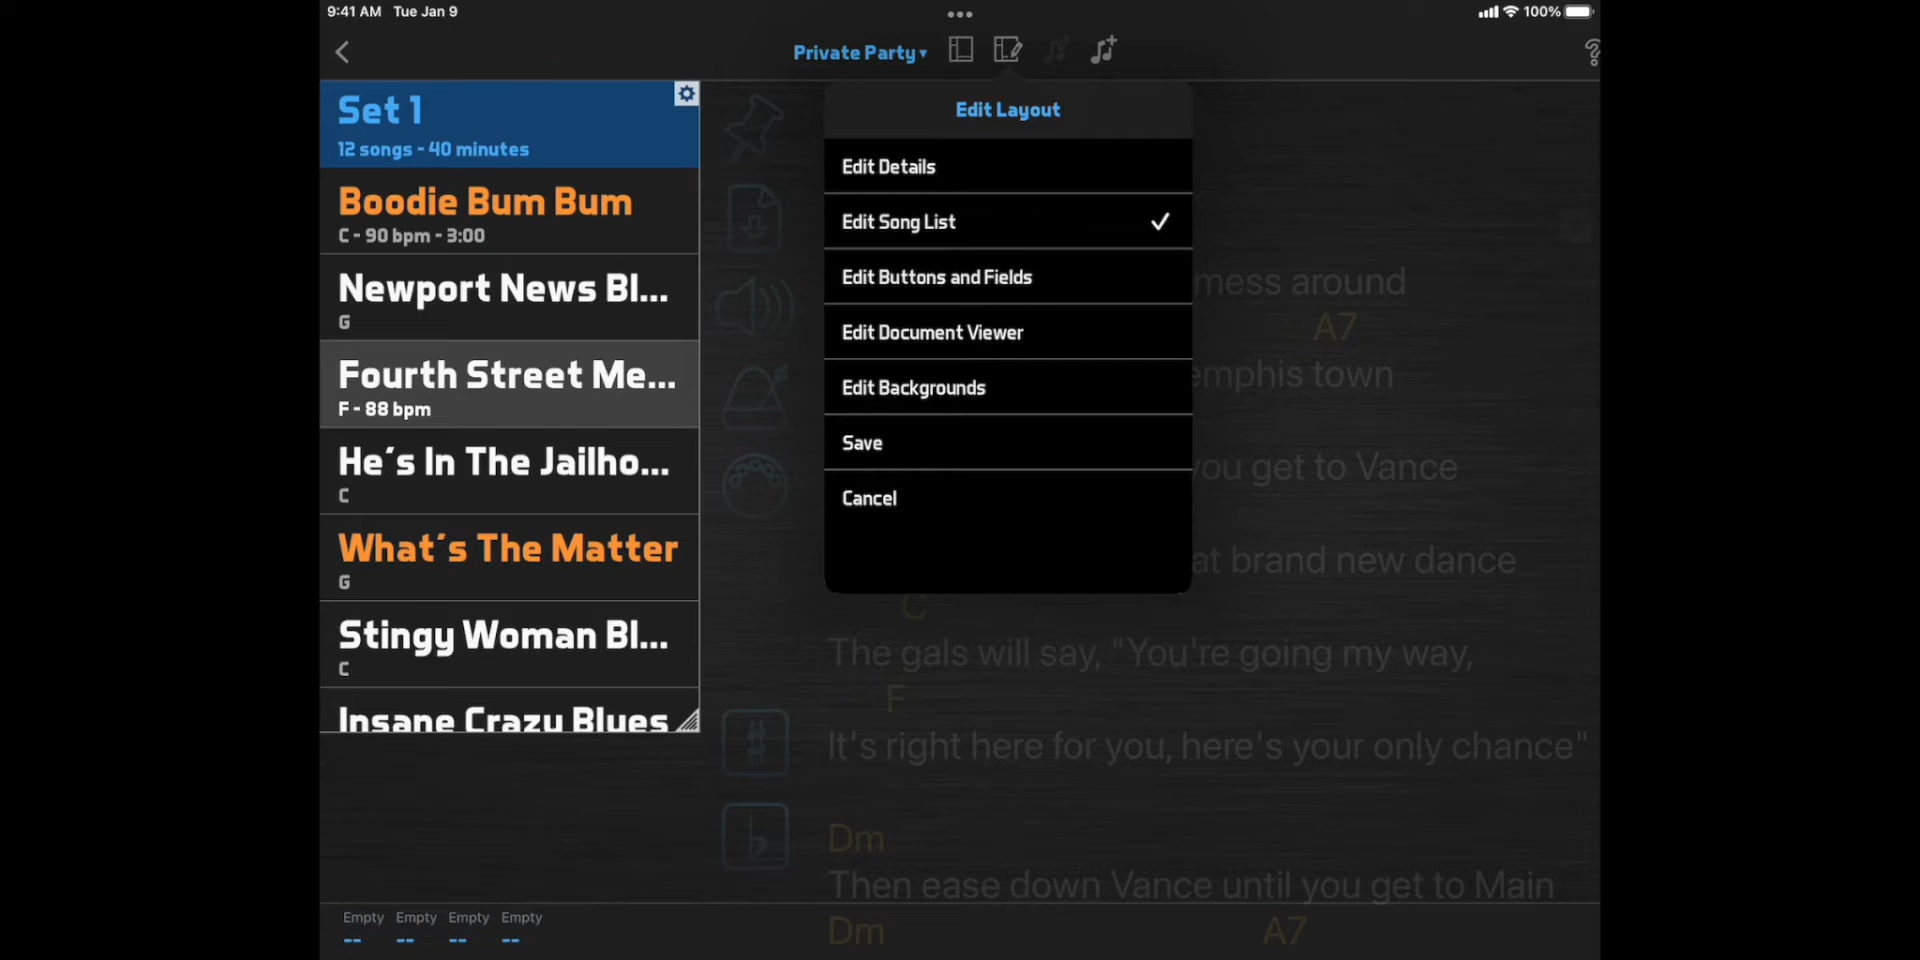 9:41 AM Tue Jan 9
100%
Private Party ▾
Set 1
12 songs - 40 minutes
Boodie Bum Bum
C - 90 bpm - 3:00
Newport News Bl...
G
Fourth Street Me...
F - 88 bpm
He's In The Jailho...
C
What's The Matter
G
Stingy Woman Bl...
C
Insane Crazy Blues
Edit Layout
Edit Details
Edit Song List
Edit Buttons and Fields
Edit Document Viewer
Edit Backgrounds
Save
Cancel
mess around
A7
emphis town
you get to Vance
at brand new dance
C
The gals will say, "You're going my way,
F
It's right here for you, here's your only chance"
Dm
Then ease down Vance until you get to Main
Dm A7
Empty Empty Empty Empty
-- -- -- --